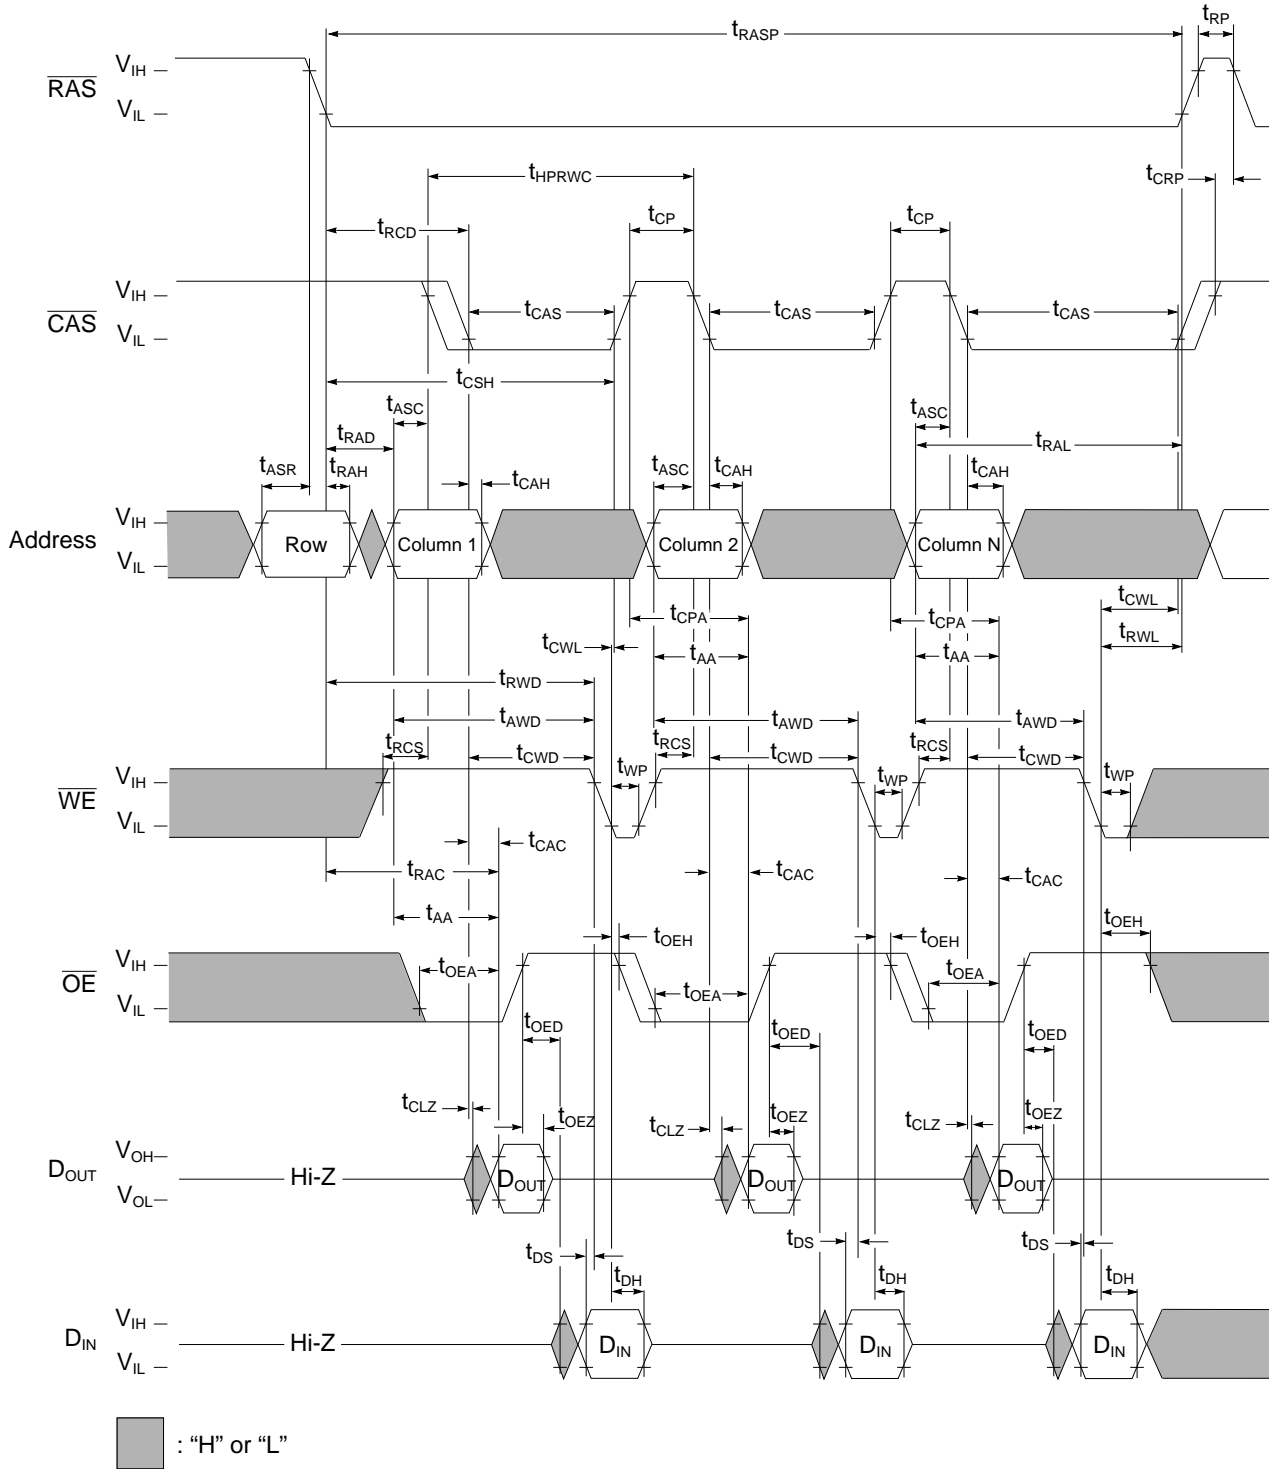 tRP
tRASP
RAS
VIH
VIL
tHPRWC
tCRP
tRCD
tCP
tCP
CAS
VIH
VIL
tCAS
tCAS
tCAS
tCSH
tASC
tASC
tRAD
tRAL
tASR
tRAH
tCAH
tASC
tCAH
tCAH
Address
VIH
VIL
Row
Column 1
Column 2
Column N
tCPA
tCPA
tCWL
tCWL
tAA
tAA
tRWL
tRWD
tAWD
tAWD
tAWD
tRCS
tCWD
tRCS
tCWD
tRCS
tCWD
WE
VIH
VIL
tWP
tWP
tWP
tCAC
tCAC
tCAC
tRAC
tAA
tOEH
tOEH
tOEH
OE
VIH
VIL
tOEA
tOEA
tOEA
tOED
tOED
tOED
tCLZ
tOEZ
tCLZ
tOEZ
tCLZ
tOEZ
DOUT
VOH
VOL
Hi-Z
DOUT
DOUT
DOUT
tDS
tDS
tDS
tDH
tDH
tDH
DIN
VIH
VIL
Hi-Z
DIN
DIN
DIN
: “H” or “L”